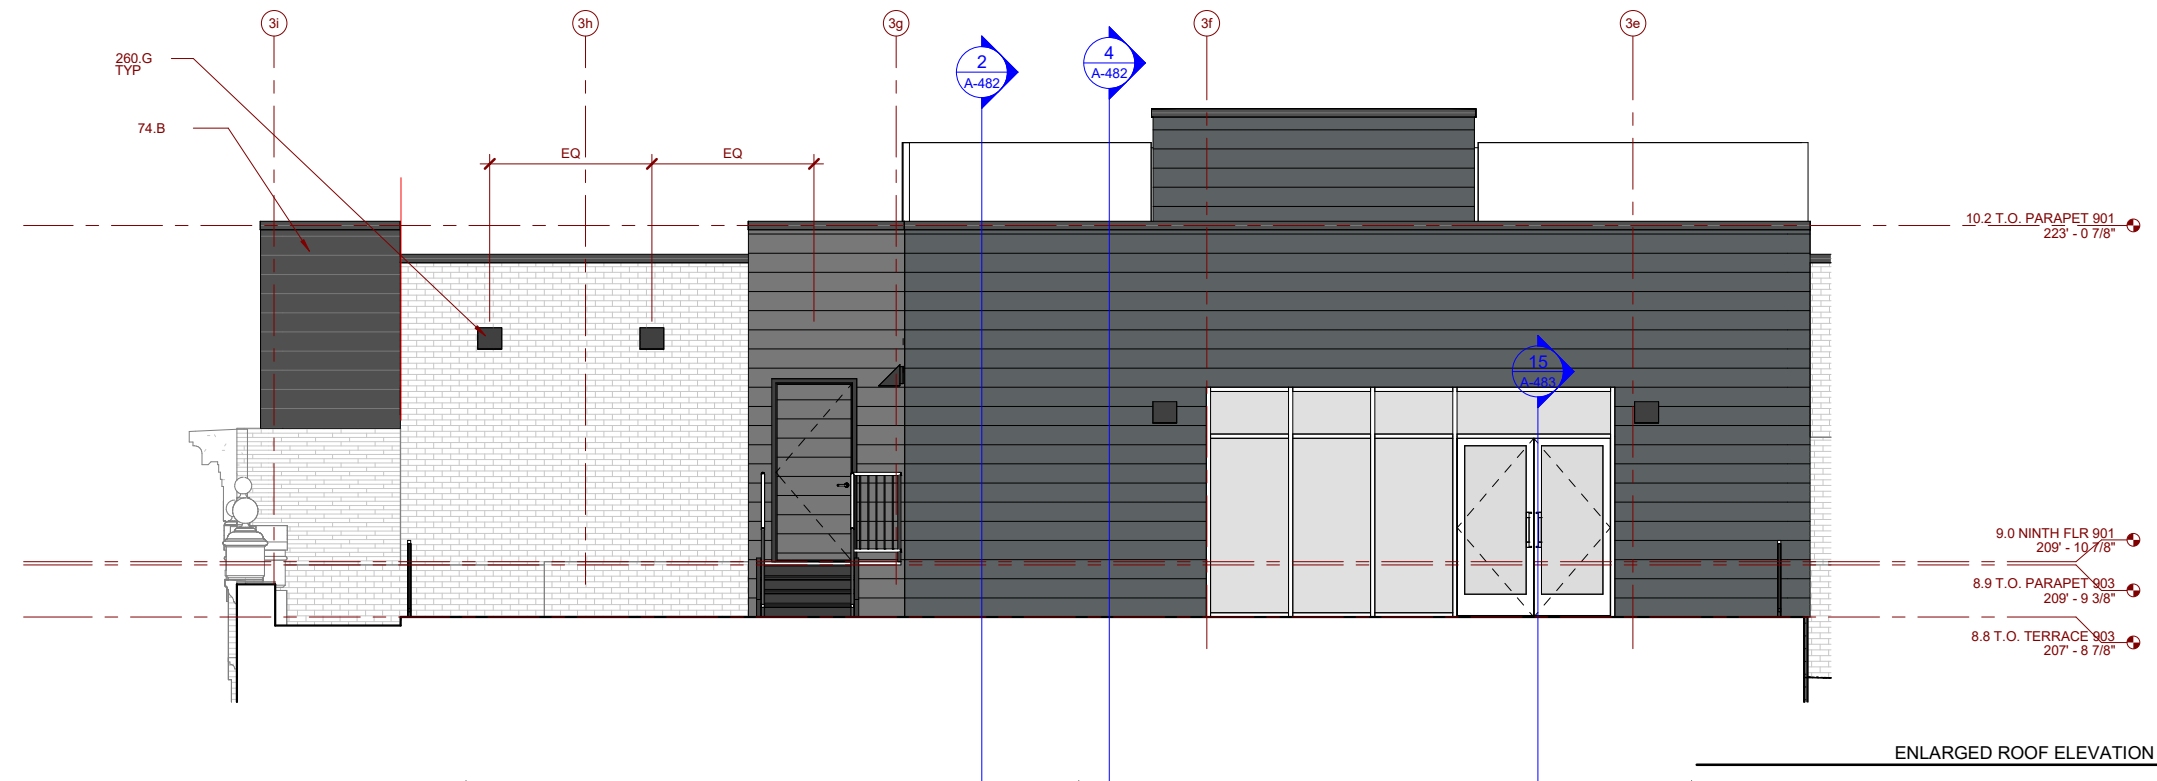 3i
3h
3g
3f
3e
260.G
TYP
2
A-482
4
A-482
74.B
EQ
EQ
10.2 T.O. PARAPET 901
223' - 0 7/8"
15
A-483
9.0 NINTH FLR 901
209' - 10 7/8"
8.9 T.O. PARAPET 903
209' - 9 3/8"
8.8 T.O. TERRACE 903
207' - 8 7/8"
ENLARGED ROOF ELEVATION